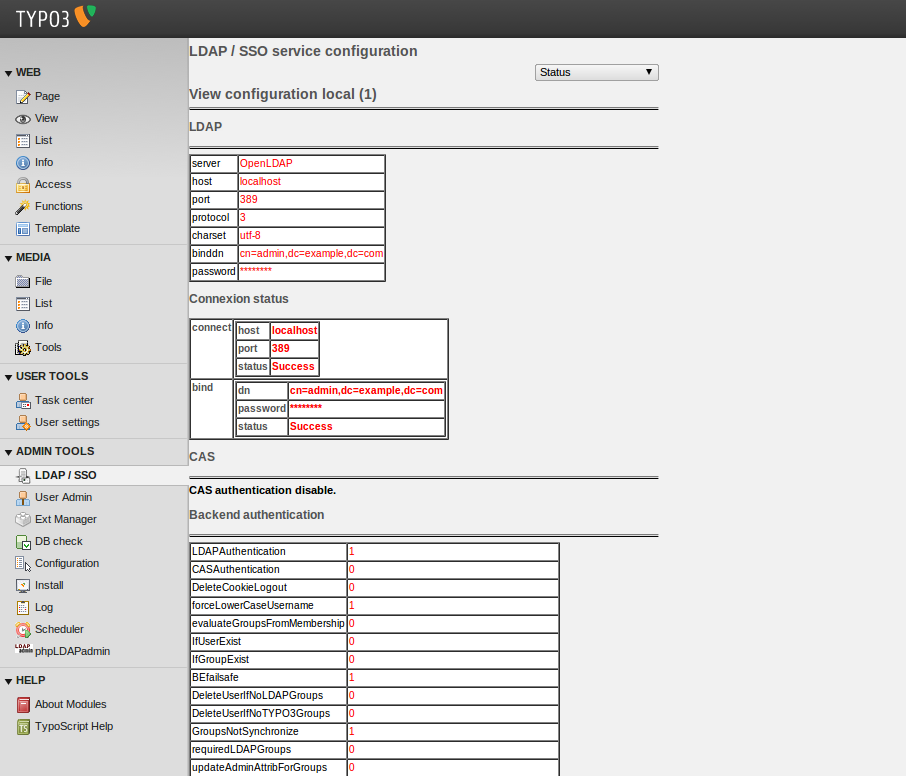 TYPO3
WEB
Page
View
List
Info
Access
Functions
Template
MEDIA
File
List
Info
Tools
USER TOOLS
Task center
User settings
ADMIN TOOLS
LDAP / SSO
User Admin
Ext Manager
DB check
Configuration
Install
Log
Scheduler
LDAP admin phpLDAPadmin
HELP
About Modules
TS TypoScript Help
LDAP / SSO service configuration
Status
View configuration local (1)
LDAP
server OpenLDAP
host localhost
port 389
protocol 3
charset utf-8
binddn cn=admin,dc=example,dc=com
password ********
Connexion status
connect host localhost
port 389
status Success
bind dn cn=admin,dc=example,dc=com
password ********
status Success
CAS
CAS authentication disable.
Backend authentication
LDAPAuthentication 1
CASAuthentication 0
DeleteCookieLogout 0
forceLowerCaseUsername 1
evaluateGroupsFromMembership 0
IfUserExist 0
IfGroupExist 0
BEfailsafe 1
DeleteUserIfNoLDAPGroups 0
DeleteUserIfNoTYPO3Groups 0
GroupsNotSynchronize 1
requiredLDAPGroups 0
updateAdminAttribForGroups 0